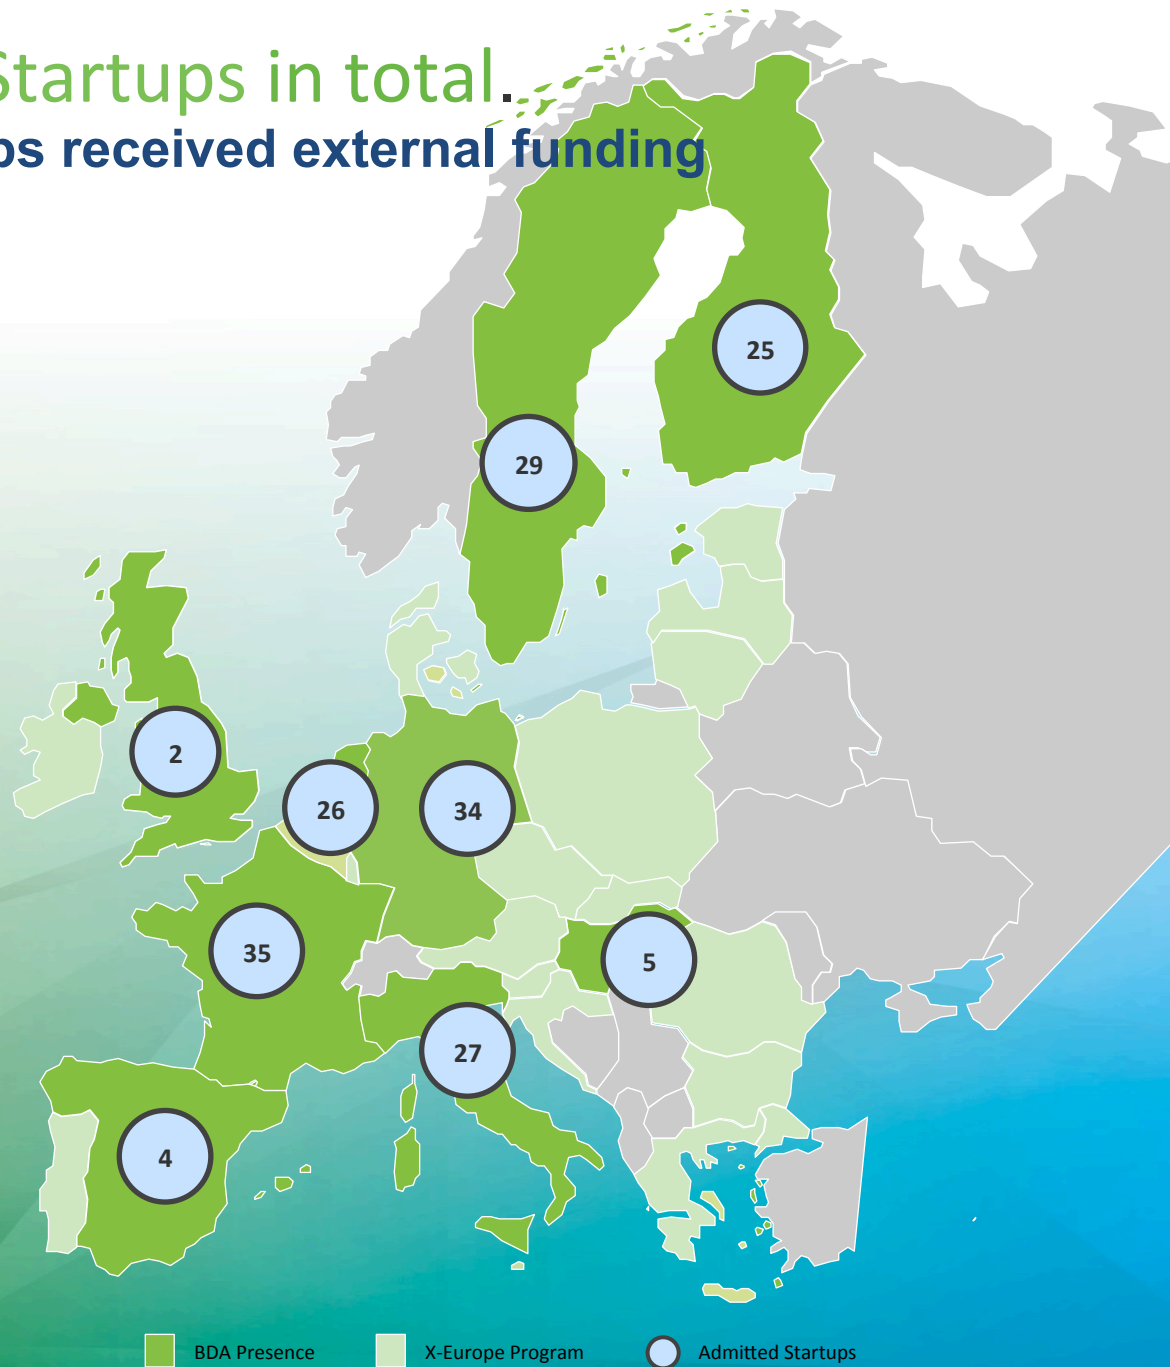 Startups in total.
ps received external funding
25
29
2
26
34
35
5
27
4
BDA Presence
X-Europe Program
Admitted Startups